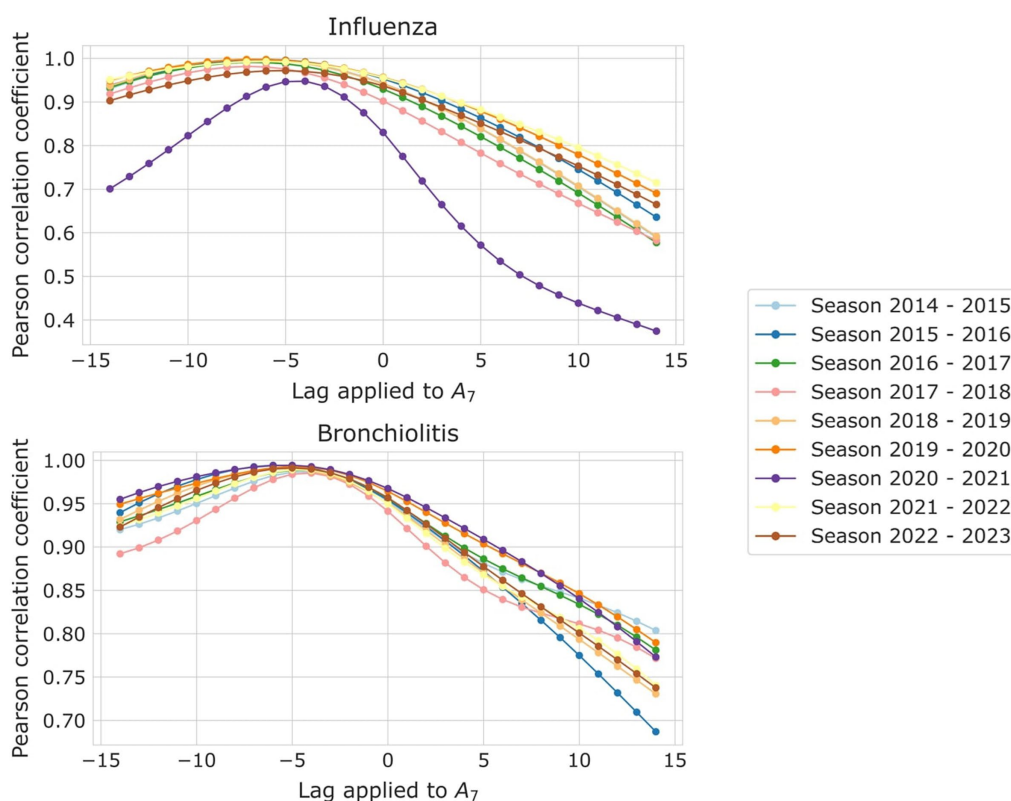 Influenza
Pearson correlation coefficient
1.0
0.9
0.8
0.7
0.6
0.5
0.4
−15 −10 −5 0 5 10 15
Lag applied to A7
Bronchiolitis
Pearson correlation coefficient
1.00
0.95
0.90
0.85
0.80
0.75
0.70
−15 −10 −5 0 5 10 15
Lag applied to A7
Season 2014 - 2015
Season 2015 - 2016
Season 2016 - 2017
Season 2017 - 2018
Season 2018 - 2019
Season 2019 - 2020
Season 2020 - 2021
Season 2021 - 2022
Season 2022 - 2023